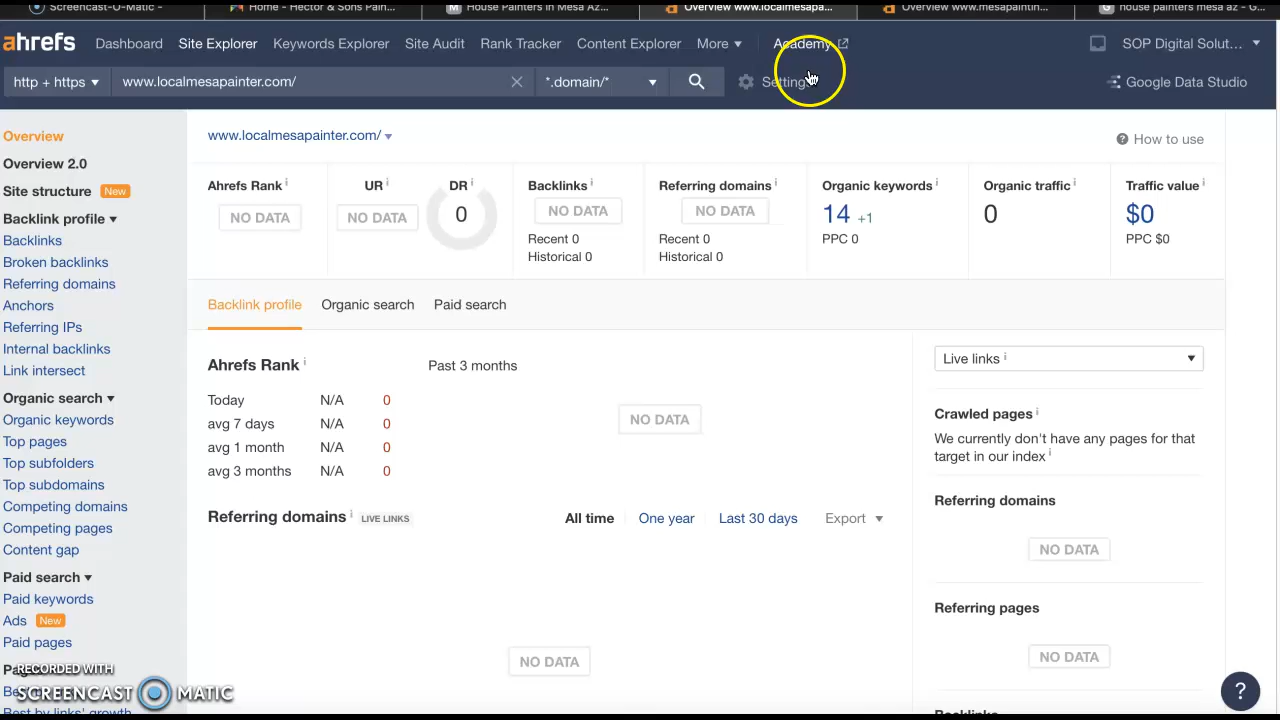 Screencast-O-Matic -
Home - Hector & Sons Pain...
House Painters in Mesa Az...
Overview www.localmesapa...
Overview www.mesapaintin...
house painters mesa az - G...
ahrefs Dashboard Site Explorer Keywords Explorer Site Audit Rank Tracker Content Explorer More Academy SOP Digital Solut...
http + https www.localmesapainter.com/ *.domain/* Settings Google Data Studio
Overview
Overview 2.0
Site structure New
Backlink profile
Backlinks
Broken backlinks
Referring domains
Anchors
Referring IPs
Internal backlinks
Link intersect
Organic search
Organic keywords
Top pages
Top subfolders
Top subdomains
Competing domains
Competing pages
Content gap
Paid search
Paid keywords
Ads New
Paid pages
RECORDED WITH
SCREENCAST MATIC
Best by links' growth
www.localmesapainter.com/
How to use
Ahrefs Rank
NO DATA
UR
NO DATA
DR
0
Backlinks
NO DATA
Recent 0
Historical 0
Referring domains
NO DATA
Recent 0
Historical 0
Organic keywords
14 +1
PPC 0
Organic traffic
0
Traffic value
$0
PPC $0
Backlink profile Organic search Paid search
Ahrefs Rank Past 3 months
Today N/A 0
avg 7 days N/A 0
avg 1 month N/A 0
avg 3 months N/A 0
NO DATA
Referring domains LIVE LINKS All time One year Last 30 days Export
NO DATA
Live links
Crawled pages
We currently don't have any pages for that
target in our index
Referring domains
NO DATA
Referring pages
NO DATA
Backlinks
?